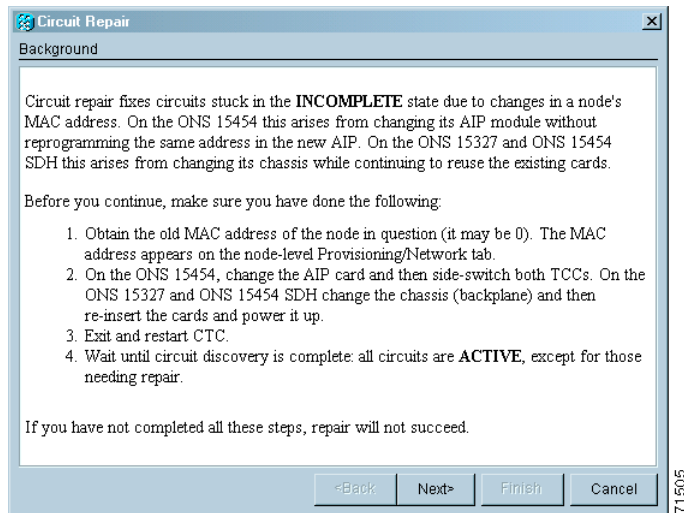 Circuit Repair
Background
Circuit repair fixes circuits stuck in the INCOMPLETE state due to changes in a node's
MAC address. On the ONS 15454 this arises from changing its AIP module without
reprogramming the same address in the new AIP. On the ONS 15327 and ONS 15454
SDH this arises from changing its chassis while continuing to reuse the existing cards.
Before you continue, make sure you have done the following:
1. Obtain the old MAC address of the node in question (it may be 0). The MAC
address appears on the node-level Provisioning/Network tab.
2. On the ONS 15454, change the AIP card and then side-switch both TCCs. On the
ONS 15327 and ONS 15454 SDH change the chassis (backplane) and then
re-insert the cards and power it up.
3. Exit and restart CTC.
4. Wait until circuit discovery is complete: all circuits are ACTIVE, except for those
needing repair.
If you have not completed all these steps, repair will not succeed.
<Back Next> Finish Cancel
71505